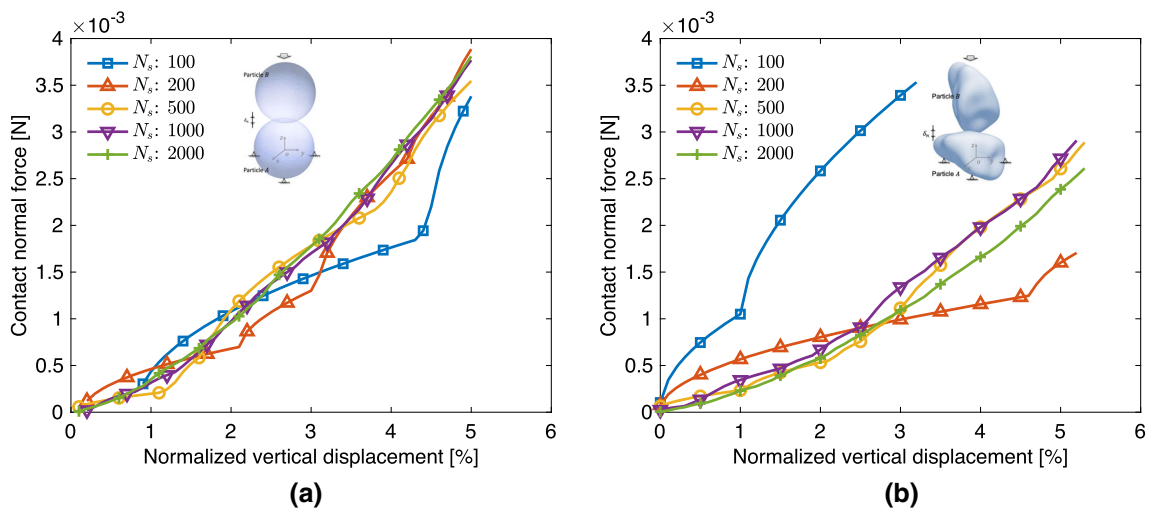 (a)
×10⁻³
4
3.5
3
2.5
2
1.5
1
0.5
0
Contact normal force [N]
Nₛ: 100
Nₛ: 200
Nₛ: 500
Nₛ: 1000
Nₛ: 2000
Particle B
δₙ
Z
Y
O
Particle A
0 1 2 3 4 5 6
Normalized vertical displacement [%]
(a)
(b)
×10⁻³
4
3.5
3
2.5
2
1.5
1
0.5
0
Contact normal force [N]
Nₛ: 100
Nₛ: 200
Nₛ: 500
Nₛ: 1000
Nₛ: 2000
Particle B
δₙ
Z
O
Particle A
0 1 2 3 4 5 6
Normalized vertical displacement [%]
(b)